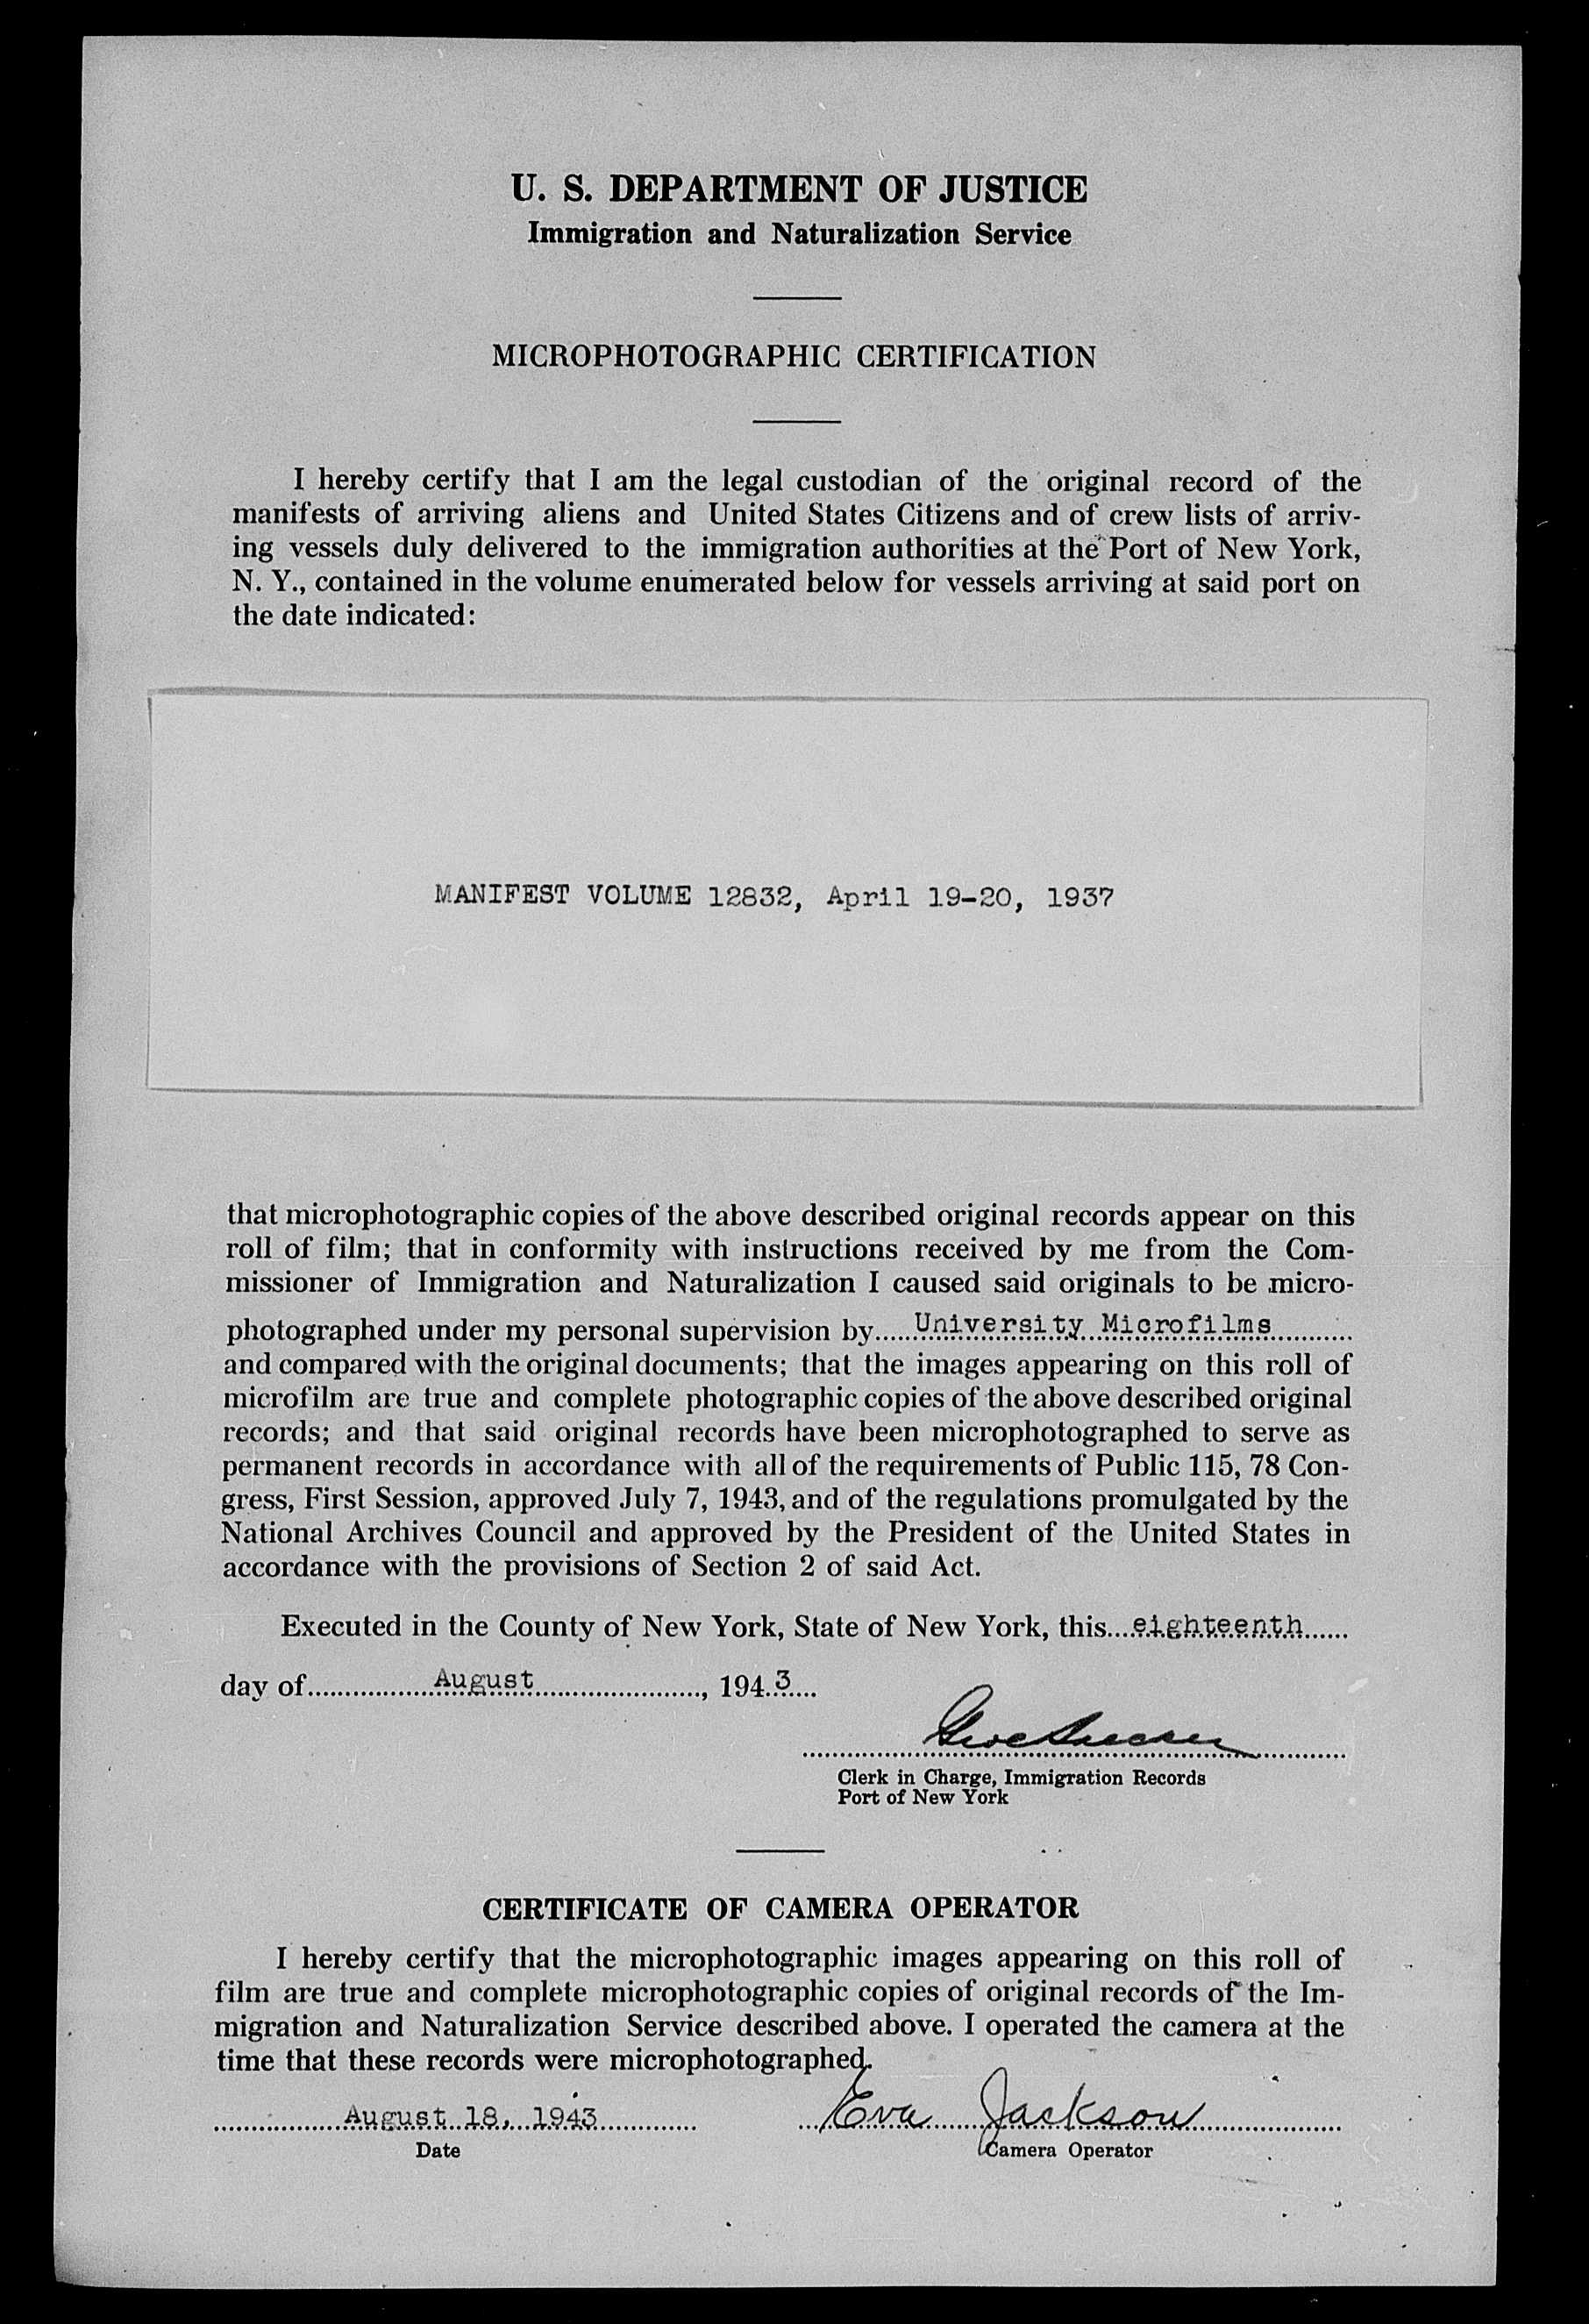 U. S. DEPARTMENT OF JUSTICE
Immigration and Naturalization Service
MICROPHOTOGRAPHIC CERTIFICATION
I hereby certify that I am the legal custodian of the original record of the
manifests of arriving aliens and United States Citizens and of crew lists of arriv-
ing vessels duly delivered to the immigration authorities at the Port of New York,
N. Y., contained in the volume enumerated below for vessels arriving at said port on
the date indicated:
MANIFEST VOLUME 12832, April 19-20, 1937
that microphotographic copies of the above described original records appear on this
roll of film; that in conformity with instructions received by me from the Com-
missioner of Immigration and Naturalization I caused said originals to be micro-
photographed under my personal supervision by.....University Microfilms..........
and compared with the original documents; that the images appearing on this roll of
microfilm are true and complete photographic copies of the above described original
records; and that said original records have been microphotographed to serve as
permanent records in accordance with all of the requirements of Public 115, 78 Con-
gress, First Session, approved July 7, 1943, and of the regulations promulgated by the
National Archives Council and approved by the President of the United States in
accordance with the provisions of Section 2 of said Act.
Executed in the County of New York, State of New York, this...eighteenth......
day of.................August......................., 194.3....
Clerk in Charge, Immigration Records
Port of New York
CERTIFICATE OF CAMERA OPERATOR
I hereby certify that the microphotographic images appearing on this roll of
film are true and complete microphotographic copies of original records of the Im-
migration and Naturalization Service described above. I operated the camera at the
time that these records were microphotographed.
August 18, 1943 Eva Jackson
Date Camera Operator